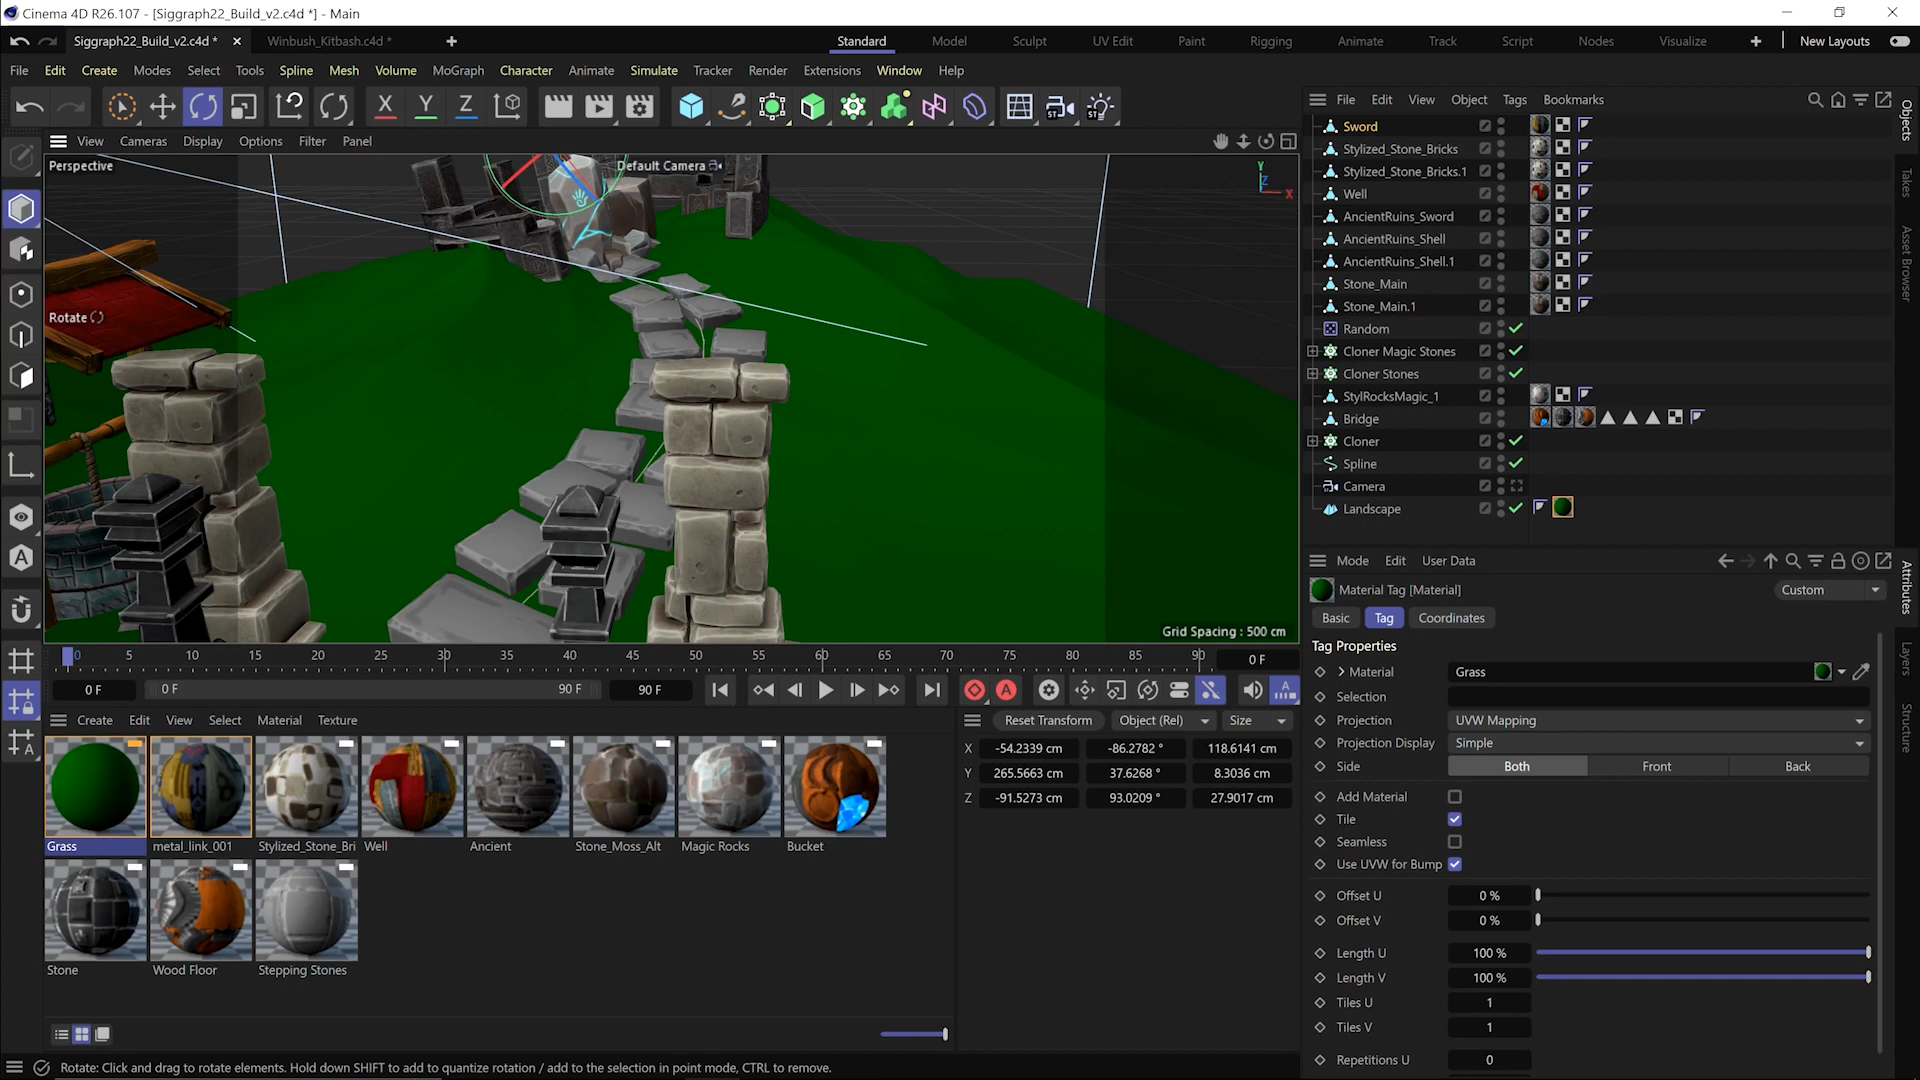 Cinema 4D R26.107 - [Siggraph22_Build_v2.c4d *] - Main
Siggraph22_Build_v2.c4d *
Winbush_Kitbash.c4d *
Standard
Model
Sculpt
UV Edit
Paint
Rigging
Animate
Track
Script
Nodes
Visualize
New Layouts
File Edit Create Modes Select Tools Spline Mesh Volume MoGraph Character Animate Simulate Tracker Render Extensions Window Help
X Y Z
ST ST
File Edit View Object Tags Bookmarks
View Cameras Display Options Filter Panel
Perspective
Default Camera
Y
Z
X
Rotate
Grid Spacing : 500 cm
Sword
Stylized_Stone_Bricks
Stylized_Stone_Bricks.1
Well
AncientRuins_Sword
AncientRuins_Shell
AncientRuins_Shell.1
Stone_Main
Stone_Main.1
Random
Cloner Magic Stones
Cloner Stones
StylRocksMagic_1
Bridge
Cloner
Spline
Camera
Landscape
Objects
Takes
Asset Browser
Attributes
Layers
Structure
0 5 10 15 20 25 30 35 40 45 50 55 60 65 70 75 80 85 90
0 F
0 F
0 F
90 F
90 F
A
A
Create Edit View Select Material Texture
Grass
metal_link_001
Stylized_Stone_Bri
Well
Ancient
Stone_Moss_Alt
Magic Rocks
Bucket
Stone
Wood Floor
Stepping Stones
Reset Transform
Object (Rel)
Size
X -54.2339 cm -86.2782 ° 118.6141 cm
Y 265.5663 cm 37.6268 ° 8.3036 cm
Z -91.5273 cm 93.0209 ° 27.9017 cm
Mode Edit User Data
Material Tag [Material]
Custom
Basic Tag Coordinates
Tag Properties
Material Grass
Selection
Projection UVW Mapping
Projection Display Simple
Side Both Front Back
Add Material
Tile
Seamless
Use UVW for Bump
Offset U 0 %
Offset V 0 %
Length U 100 %
Length V 100 %
Tiles U 1
Tiles V 1
Repetitions U 0
Rotate: Click and drag to rotate elements. Hold down SHIFT to add to quantize rotation / add to the selection in point mode, CTRL to remove.